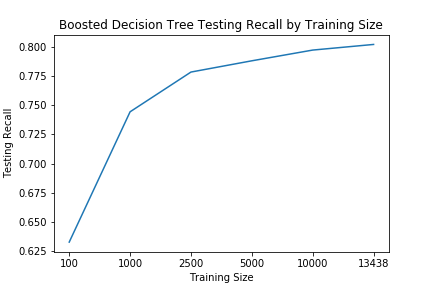 Boosted Decision Tree Testing Recall by Training Size
0.800
0.775
0.750
0.725
0.700
0.675
0.650
0.625
Testing Recall
100 1000 2500 5000 10000 13438
Training Size